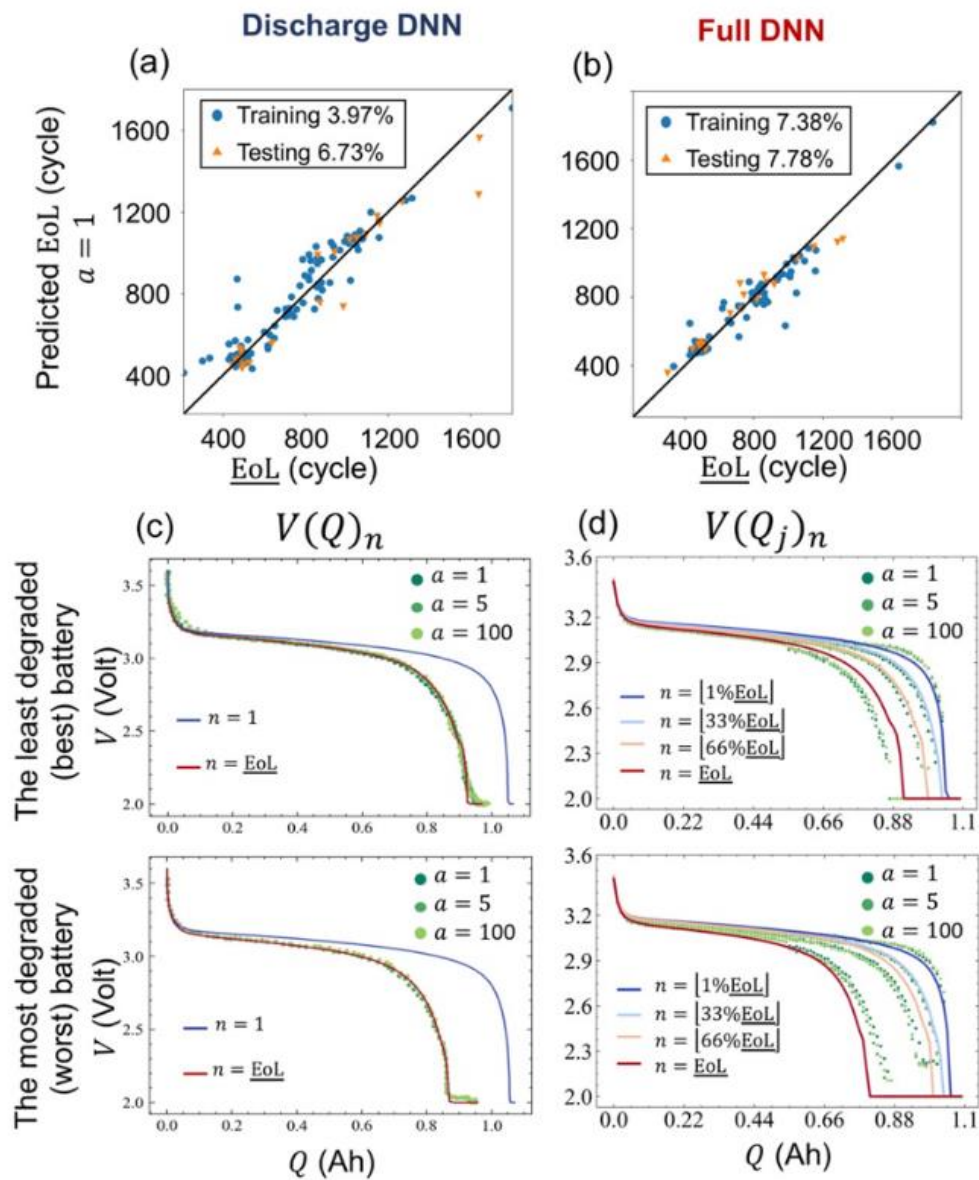 Discharge DNN
Full DNN
(a)
(b)
Predicted EoL (cycle)
a = 1
1600
1200
800
400
Training 3.97%
Testing 6.73%
400 800 1200 1600
EoL (cycle)
1600
1200
800
400
Training 7.38%
Testing 7.78%
400 800 1200 1600
EoL (cycle)
(c)
V(Q)n
(d)
V(Qj)n
The least degraded
(best) battery
V (Volt)
3.5
3.0
2.5
2.0
a = 1
a = 5
a = 100
n = 1
n = EoL
0.0 0.2 0.4 0.6 0.8 1.0
3.6
3.2
2.9
2.6
2.3
2.0
a = 1
a = 5
a = 100
n = ⌊1%EoL⌋
n = ⌊33%EoL⌋
n = ⌊66%EoL⌋
n = EoL
0.0 0.22 0.44 0.66 0.88 1.1
The most degraded
(worst) battery
V (Volt)
3.5
3.0
2.5
2.0
a = 1
a = 5
a = 100
n = 1
n = EoL
0.0 0.2 0.4 0.6 0.8 1.0
Q (Ah)
3.6
3.2
2.9
2.6
2.3
2.0
a = 1
a = 5
a = 100
n = ⌊1%EoL⌋
n = ⌊33%EoL⌋
n = ⌊66%EoL⌋
n = EoL
0.0 0.22 0.44 0.66 0.88 1.1
Q (Ah)